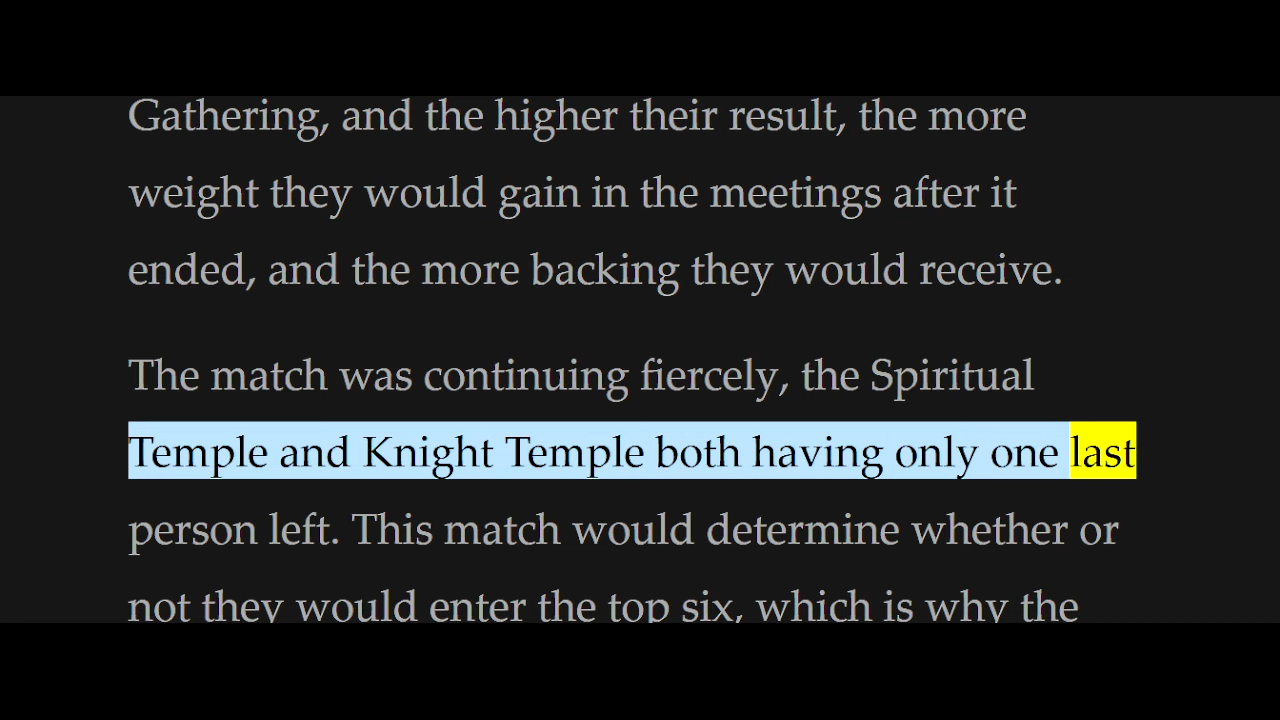 Gathering, and the higher their result, the more
weight they would gain in the meetings after it
ended, and the more backing they would receive.
The match was continuing fiercely, the Spiritual
Temple and Knight Temple both having only one last
person left. This match would determine whether or
not they would enter the top six, which is why the